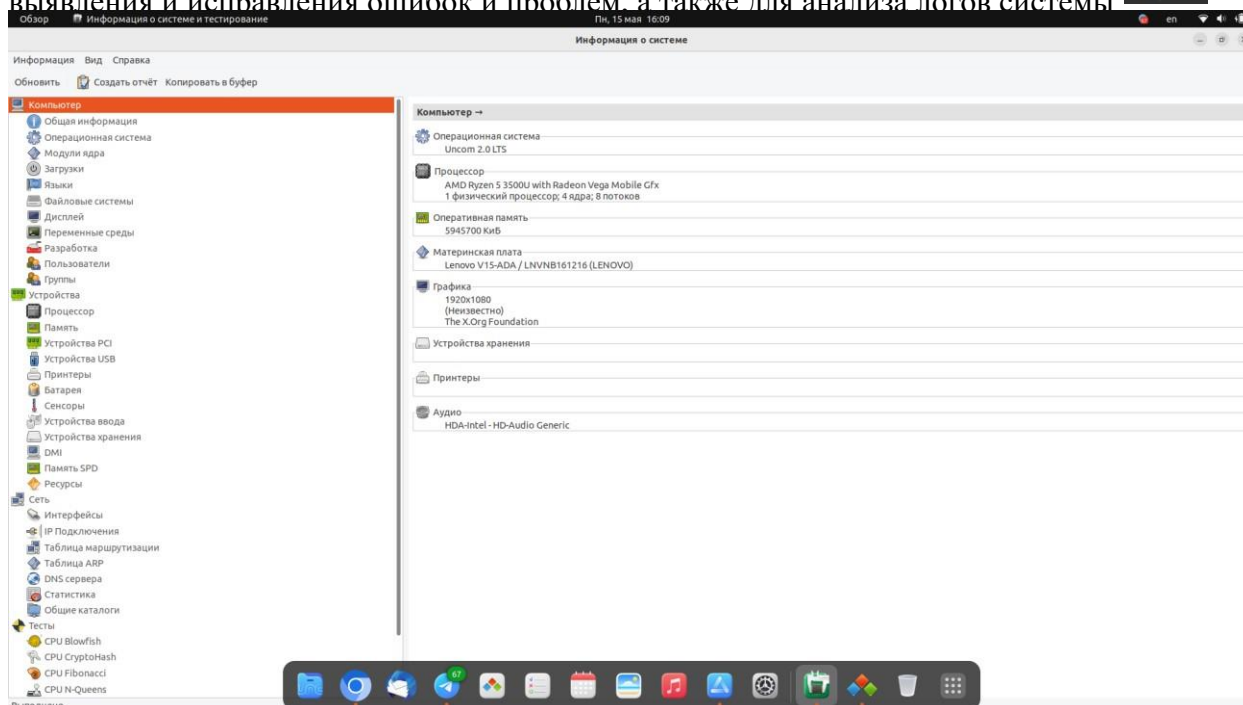 выявления и исправления ошибок и проблем, а также для анализа логов системы
Обзор Информация о системе и тестирование Пн, 15 мая 16:09 en
Информация о системе
Информация Вид Справка
Обновить Создать отчёт Копировать в буфер
Компьютер
Общая информация
Операционная система
Модули ядра
Загрузки
Языки
Файловые системы
Дисплей
Переменные среды
Разработка
Пользователи
Группы
Устройства
Процессор
Память
Устройства PCI
Устройства USB
Принтеры
Батарея
Сенсоры
Устройства ввода
Устройства хранения
DMI
Память SPD
Ресурсы
Сеть
Интерфейсы
IP Подключения
Таблица маршрутизации
Таблица ARP
DNS сервера
Статистика
Общие каталоги
Тесты
CPU Blowfish
CPU CryptoHash
CPU Fibonacci
CPU N-Queens
Выполнено
Компьютер →
Операционная система
Uncom 2.0 LTS
Процессор
AMD Ryzen 5 3500U with Radeon Vega Mobile Gfx
1 физический процессор; 4 ядра; 8 потоков
Оперативная память
5945700 КиБ
Материнская плата
Lenovo V15-ADA / LNVNB161216 (LENOVO)
Графика
1920x1080
(Неизвестно)
The X.Org Foundation
Устройства хранения
Принтеры
Аудио
HDA-Intel - HD-Audio Generic
67